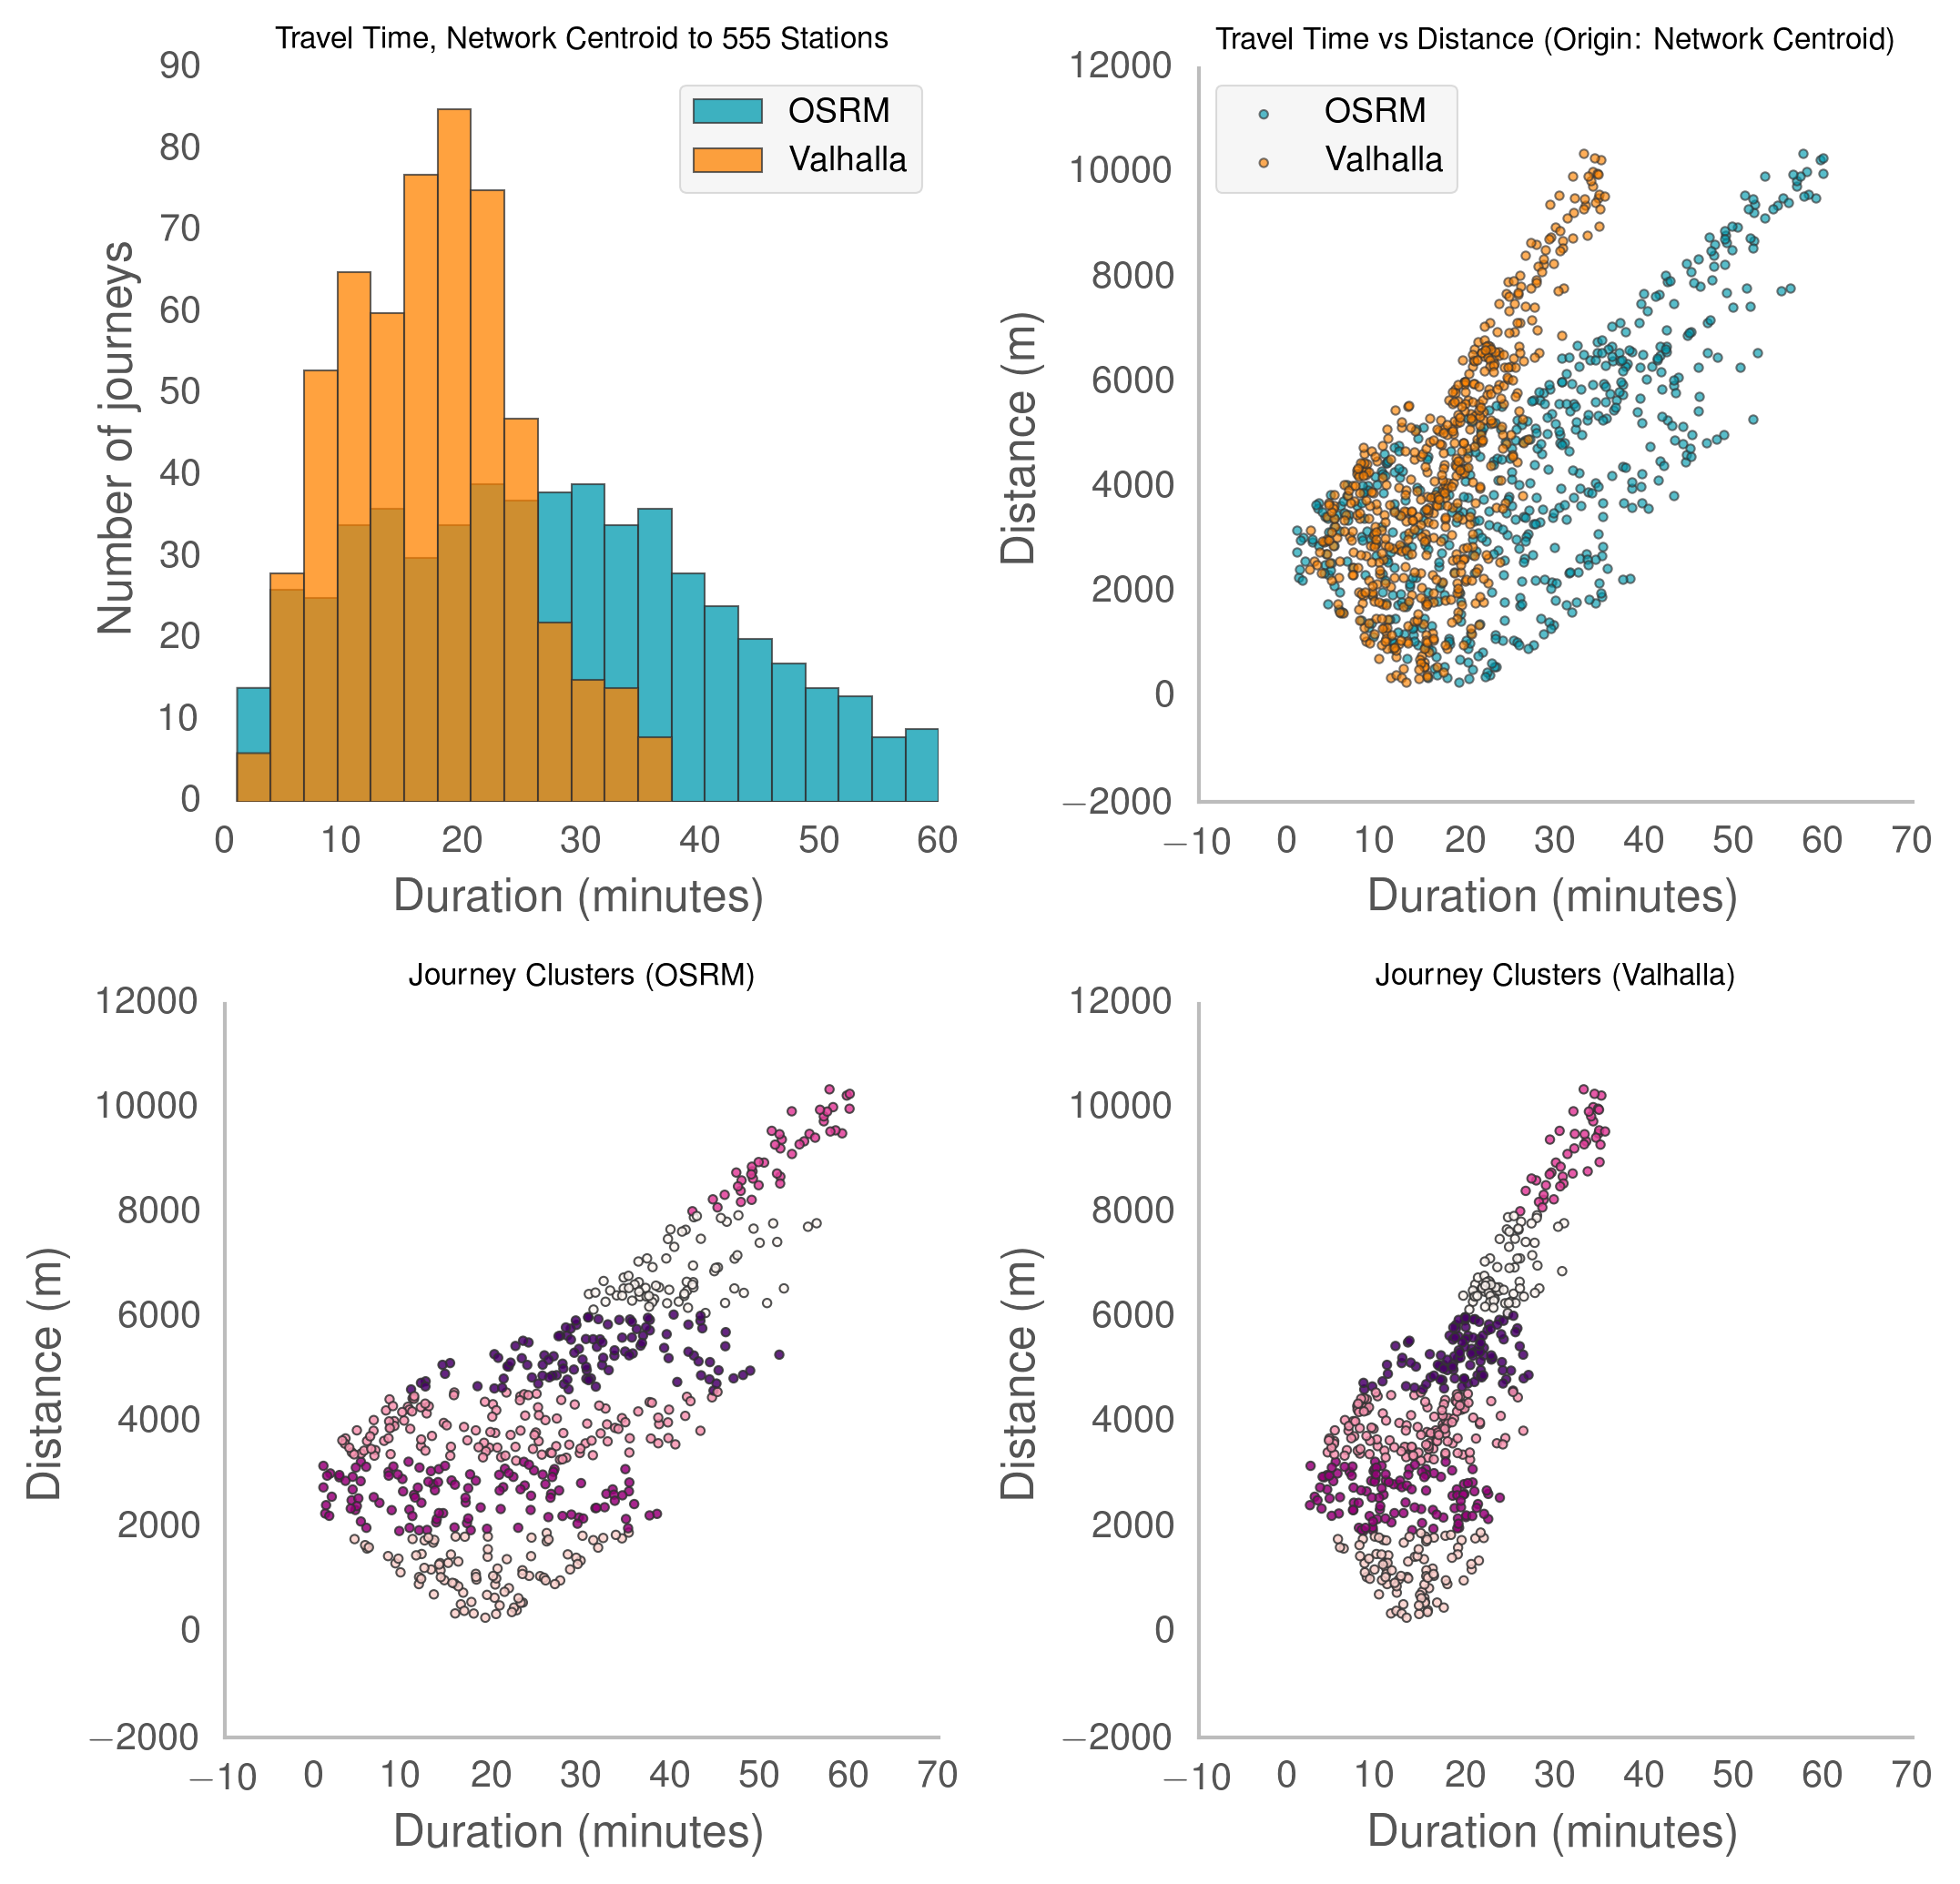 Travel Time, Network Centroid to 555 Stations
90
80
70
60
50
40
30
20
10
0
Number of journeys
OSRM
Valhalla
0 10 20 30 40 50 60
Duration (minutes)
Travel Time vs Distance (Origin: Network Centroid)
12000
10000
8000
6000
4000
2000
0
−2000
Distance (m)
OSRM
Valhalla
−10 0 10 20 30 40 50 60 70
Duration (minutes)
Journey Clusters (OSRM)
12000
10000
8000
6000
4000
2000
0
−2000
Distance (m)
−10 0 10 20 30 40 50 60 70
Duration (minutes)
Journey Clusters (Valhalla)
12000
10000
8000
6000
4000
2000
0
−2000
Distance (m)
−10 0 10 20 30 40 50 60 70
Duration (minutes)